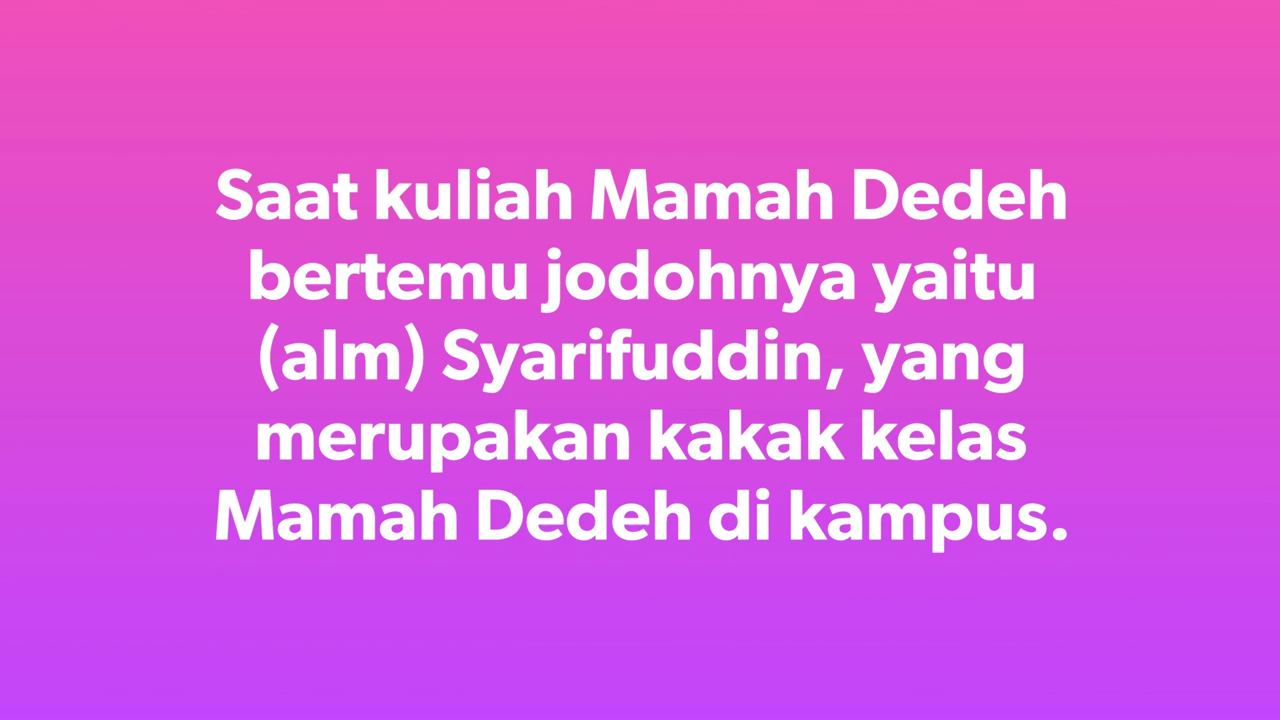 Saat kuliah Mamah Dedeh
bertemu jodohnya yaitu
(alm) Syarifuddin, yang
merupakan kakak kelas
Mamah Dedeh di kampus.